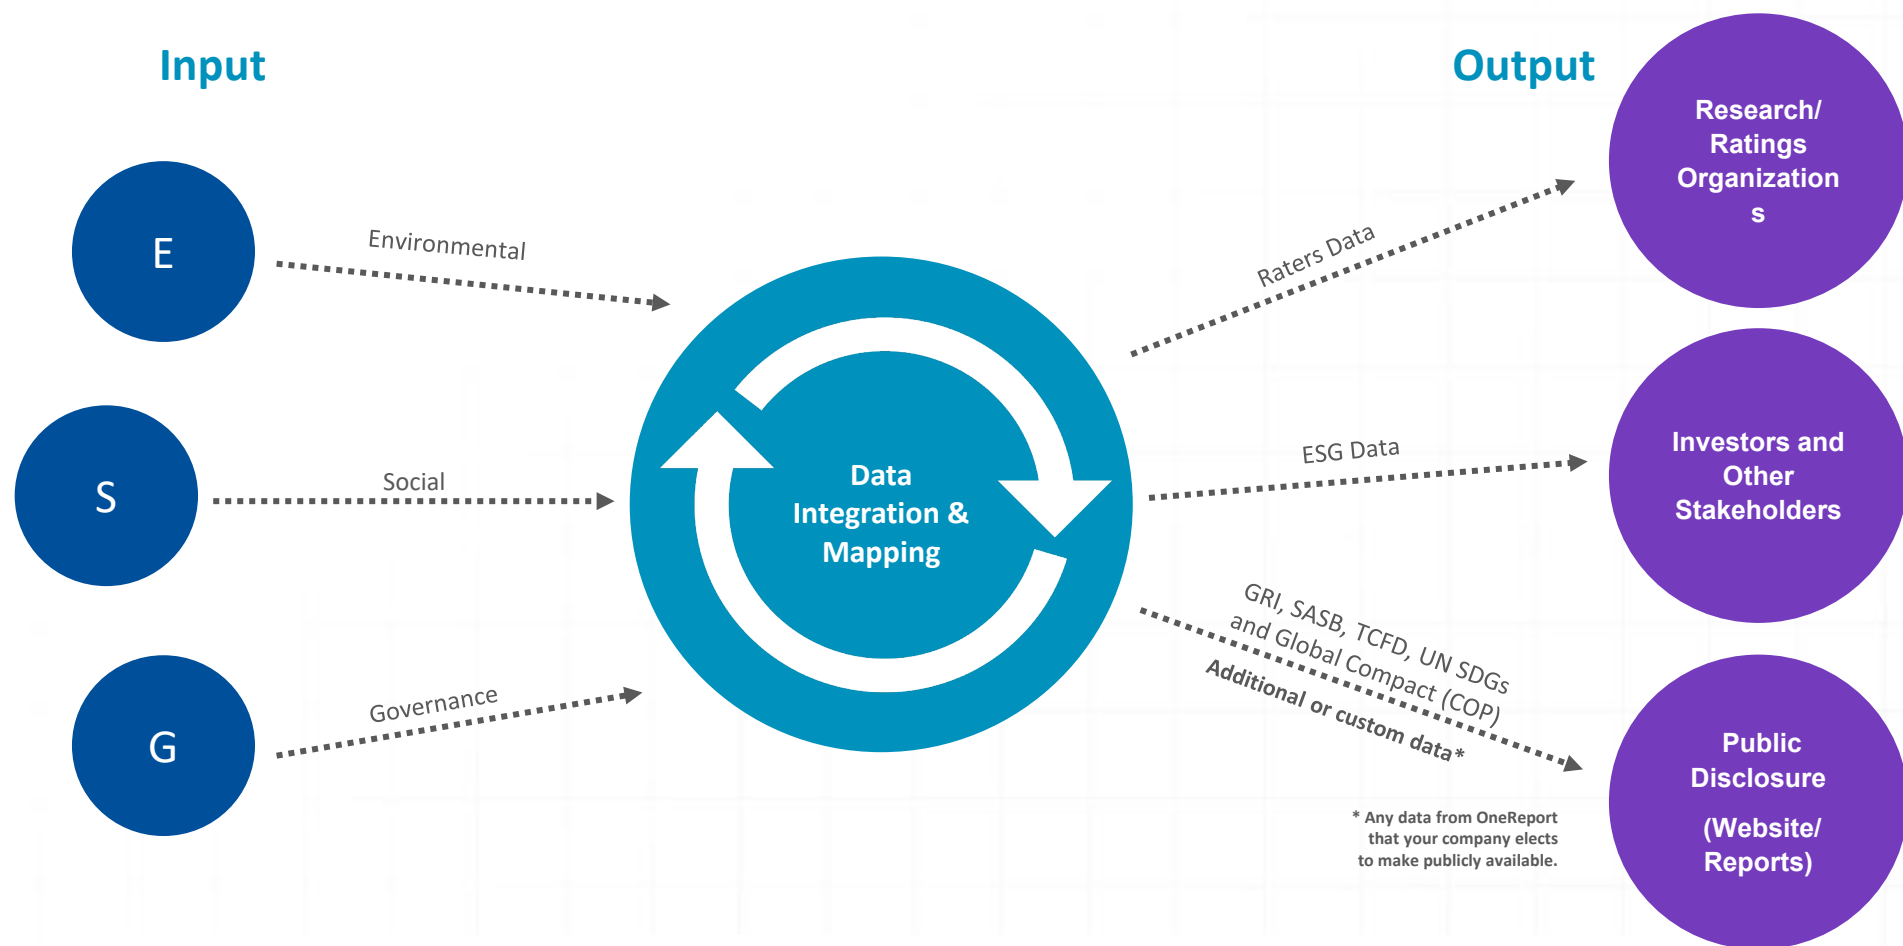 Input
Output
E
Environmental
S
Social
G
Governance
Data
Integration &
Mapping
Raters Data
ESG Data
GRI, SASB, TCFD, UN SDGs
and Global Compact (COP)
Additional or custom data*
* Any data from OneReport
that your company elects
to make publicly available.
Research/
Ratings
Organization
s
Investors and
Other
Stakeholders
Public
Disclosure
(Website/
Reports)